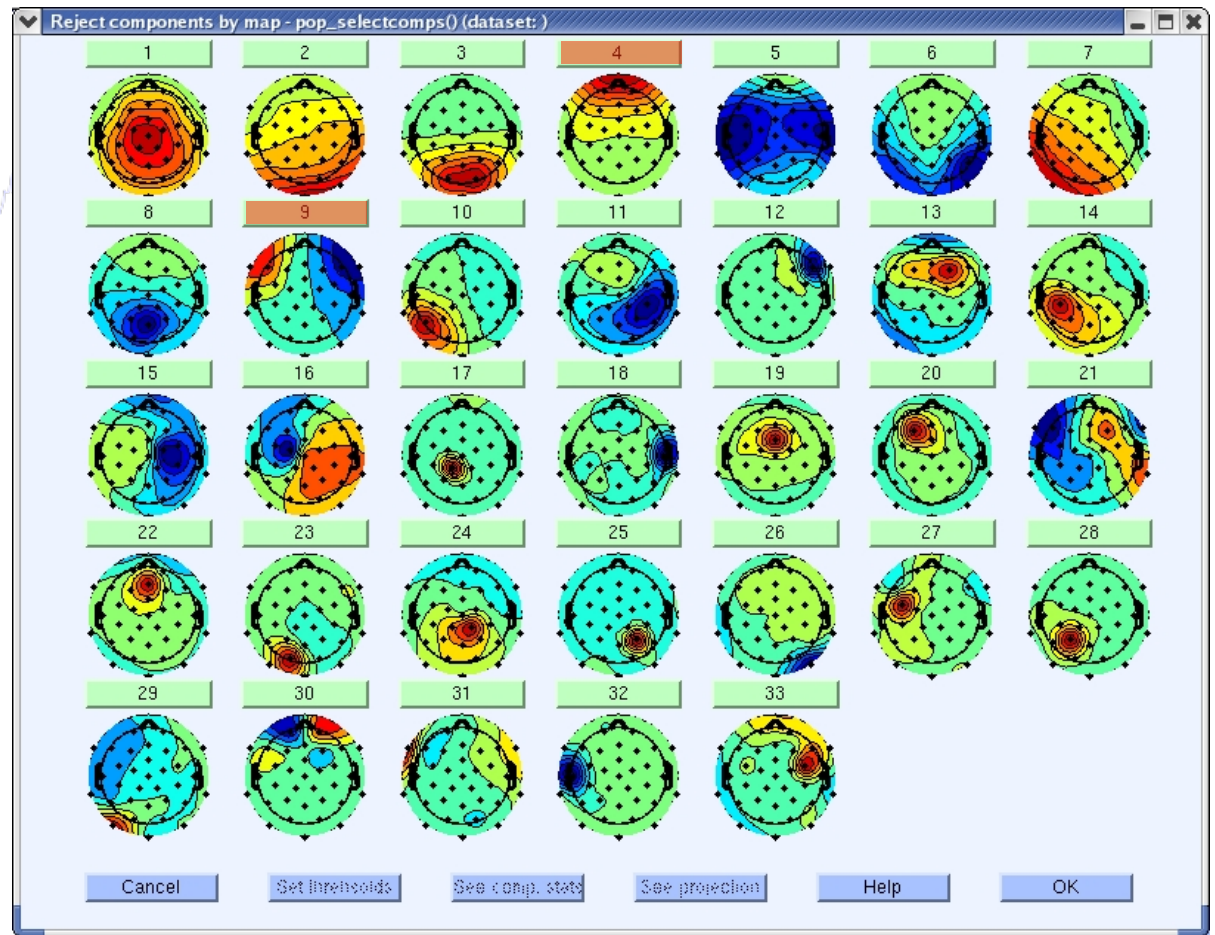 Reject components by map - pop_selectcomps() (dataset: )
1 2 3 4 5 6 7
8 9 10 11 12 13 14
15 16 17 18 19 20 21
22 23 24 25 26 27 28
29 30 31 32 33
Cancel Set threhsolds See comp. stats See projection Help OK